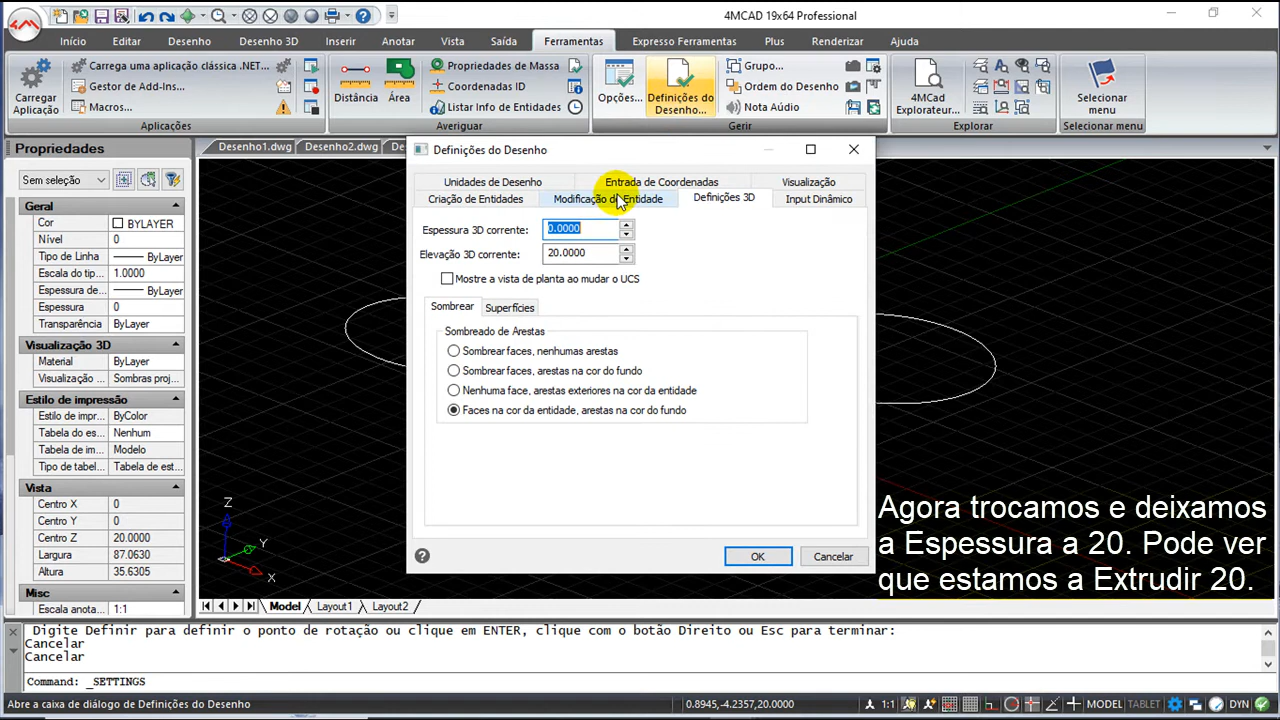 4MCAD 19x64 Professional
Início Editar Desenho Desenho 3D Inserir Anotar Vista Saída Ferramentas Expresso Ferramentas Plus Renderizar Ajuda
Carregar Aplicação
Carrega uma aplicação clássica .NET...
Gestor de Add-ins...
Macros...
Aplicações
Distância
Área
Propriedades de Massa
Coordenadas ID
Listar Info de Entidades
Averiguar
Opções...
Definições do Desenho...
Grupo...
Ordem do Desenho
Nota Aúdio
Gerir
4MCad Explorateur...
Explorar
Selecionar menu
Selecionar menu
Propriedades
Desenho1.dwg
Desenho2.dwg
Sem seleção
Geral
Cor BYLAYER
Nível 0
Tipo de Linha ByLayer
Escala do tip... 1.0000
Espessura de... ByLayer
Espessura 0
Transparência ByLayer
Visualização 3D
Material ByLayer
Visualização ... Sombras proj...
Estilo de impressão
Estilo de impr... ByColor
Tabela do es... Nenhum
Tabela de im... Modelo
Tipo de tabel... Tabela de est...
Vista
Centro X 0
Centro Y 0
Centro Z 20.0000
Largura 87.0630
Altura 35.6305
Misc
Escala anota... 1:1
Definições do Desenho
Unidades de Desenho Entrada de Coordenadas Visualização
Criação de Entidades Modificação de Entidade Definições 3D Input Dinâmico
Espessura 3D corrente: 0.0000
Elevação 3D corrente: 20.0000
Mostre a vista de planta ao mudar o UCS
Sombrear Superfícies
Sombreado de Arestas
Sombrear faces, nenhumas arestas
Sombrear faces, arestas na cor do fundo
Nenhuma face, arestas exteriores na cor da entidade
Faces na cor da entidade, arestas na cor do fundo
OK Cancelar
Z
Y
X
Agora trocamos e deixamos
a Espessura a 20. Pode ver
que estamos a Extrudir 20.
Model Layout1 Layout2
Digite Definir para definir o ponto de rotação ou clique em ENTER, clique com o botão Direito ou Esc para terminar:
Cancelar
Cancelar
Command: _SETTINGS
Abre a caixa de diálogo de Definições do Desenho
0.8945,-4.2357,20.0000 1:1 MODEL TABLET DYN